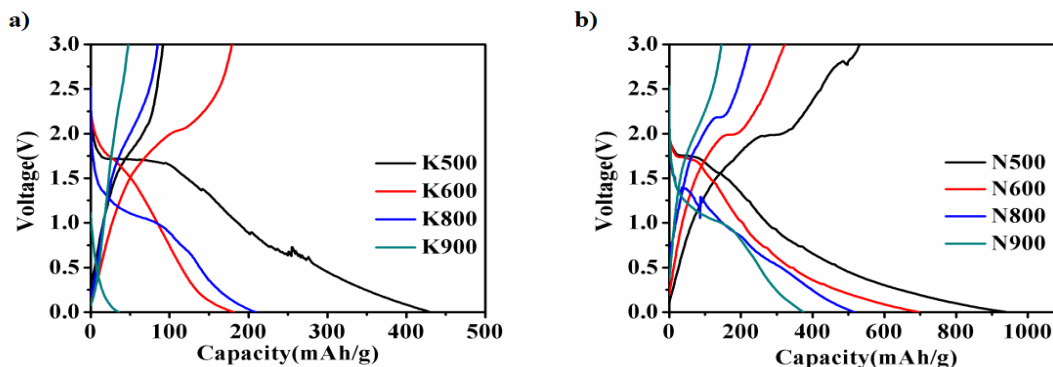 a)
3.0
2.5
2.0
1.5
1.0
0.5
0.0
Voltage(V)
K500
K600
K800
K900
0 100 200 300 400 500
Capacity(mAh/g)
b)
3.0
2.5
2.0
1.5
1.0
0.5
0.0
Voltage(V)
N500
N600
N800
N900
0 200 400 600 800 1000
Capacity(mAh/g)